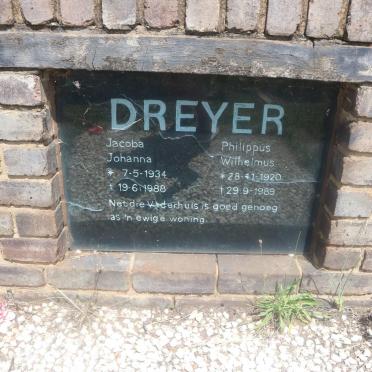 DREYER
Jacoba Philippus
Johanna Wilhelmus
* 7-5-1934 * 28-4-1920
† 19-6-1988 † 29-9-1989
Net die Vaderhuis is goed genoeg
as 'n ewige woning.